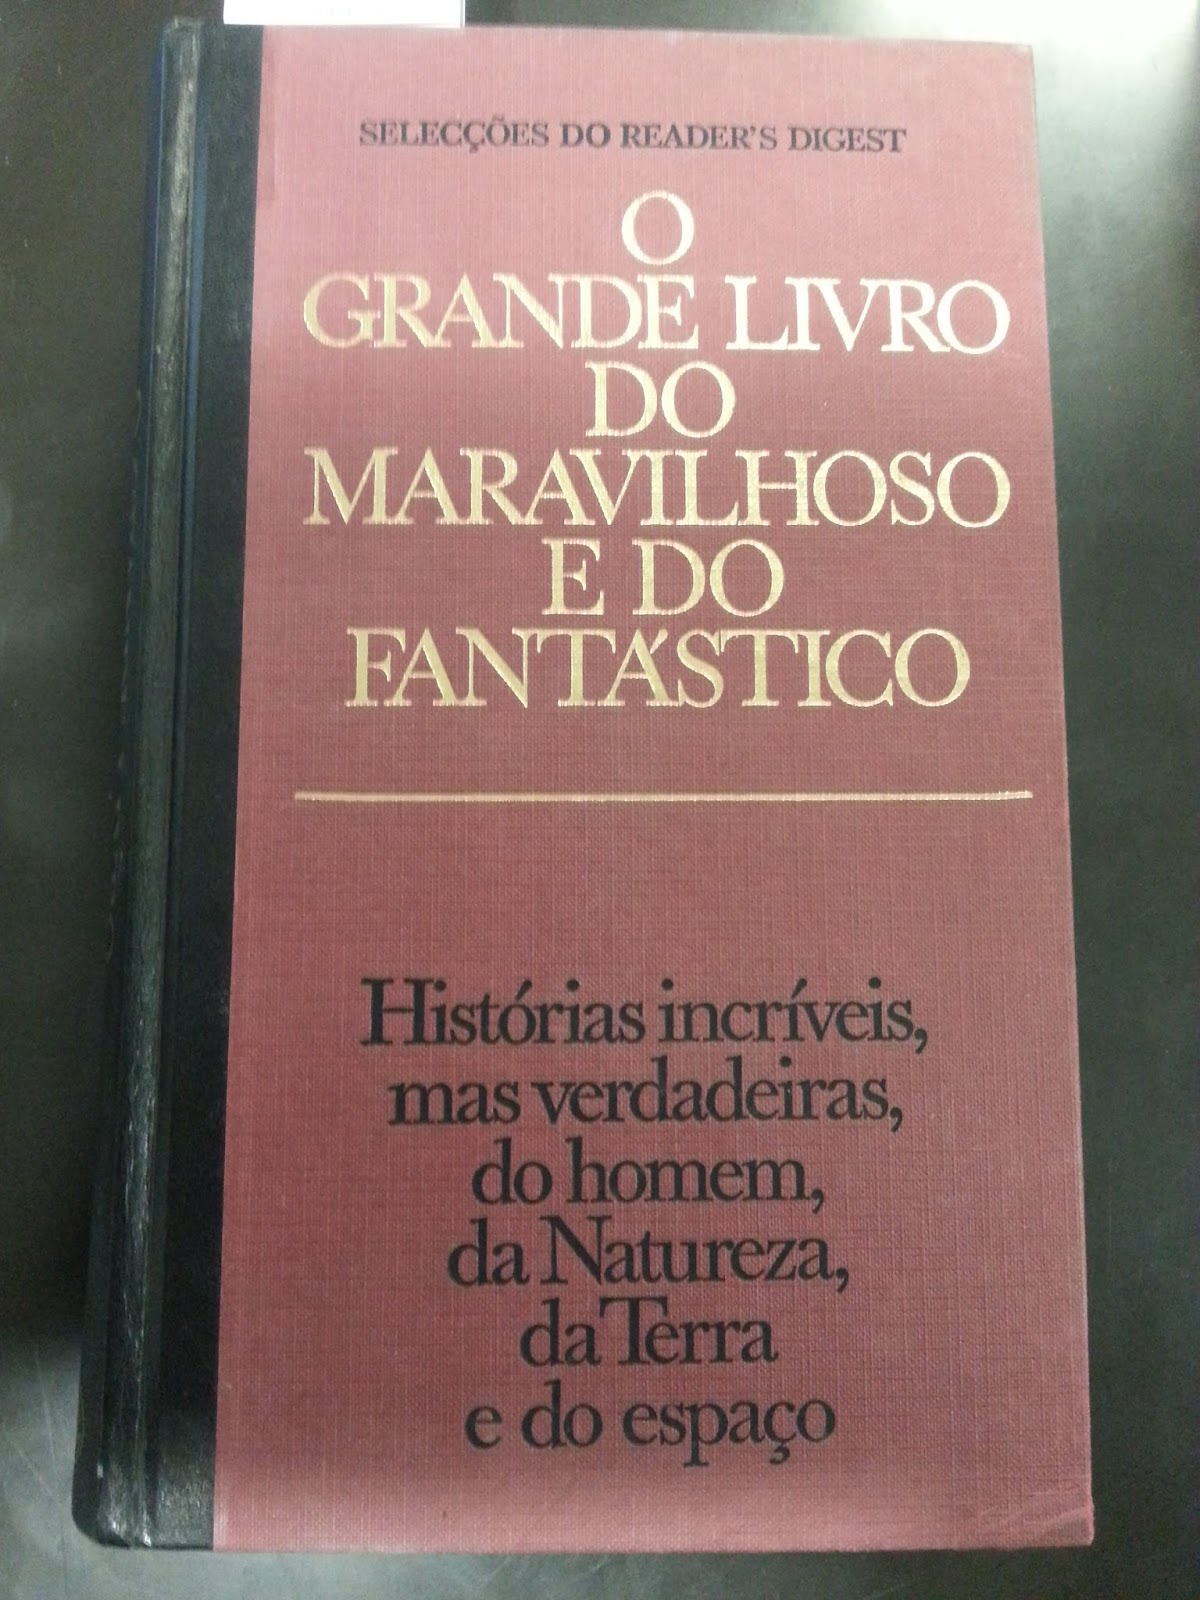 SELECÇÕES DO READER'S DIGEST
O
GRANDE LIVRO
DO
MARAVILHOSO
E DO
FANTÁSTICO
Histórias incríveis,
mas verdadeiras,
do homem,
da Natureza,
da Terra
e do espaço